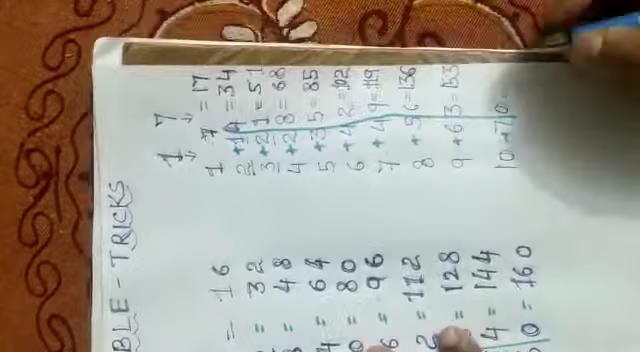 BLE - TRICKS
1 7
= 16
1 7 = 17
= 32
2 + 14 = 34
= 48
3 + 21 = 51
4 = 64
4 + 28 = 68
0 = 80
5 + 35 = 85
6 = 96
6 + 42 = 102
2 = 112
7 + 49 = 119
= 128
8 + 56 = 136
4 = 144
9 + 63 = 153
0 = 160
10 + 70